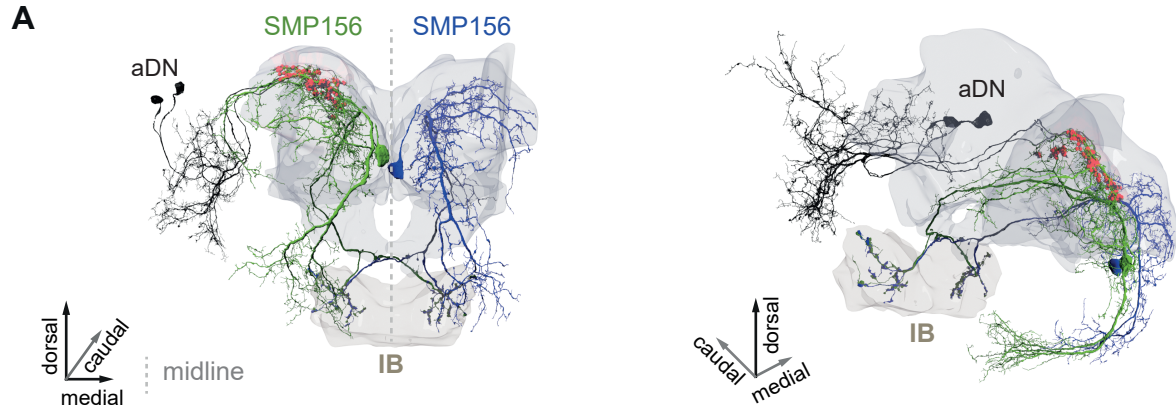 A
SMP156
SMP156
aDN
IB
dorsal
caudal
medial
midline
aDN
IB
dorsal
caudal
medial